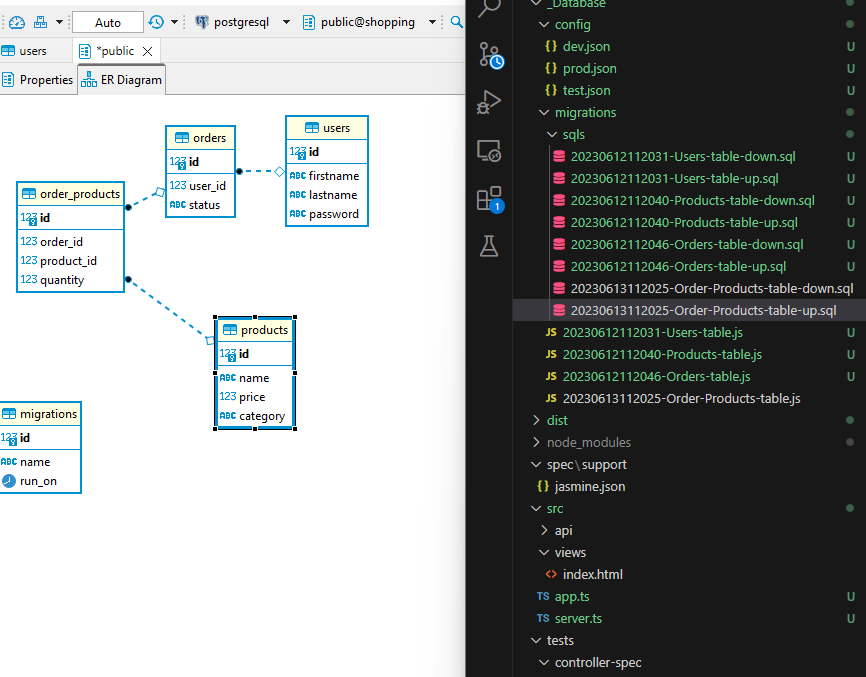 Auto
postgresql
public@shopping
users
*public
Properties
ER Diagram
orders
123 id
123 user_id
ABC status
users
123 id
ABC firstname
ABC lastname
ABC password
order_products
123 id
123 order_id
123 product_id
123 quantity
products
123 id
ABC name
123 price
ABC category
migrations
123 id
ABC name
run_on
1
_Database
config
{} dev.json U
{} prod.json U
{} test.json U
migrations
sqls
20230612112031-Users-table-down.sql U
20230612112031-Users-table-up.sql U
20230612112040-Products-table-down.sql U
20230612112040-Products-table-up.sql U
20230612112046-Orders-table-down.sql U
20230612112046-Orders-table-up.sql U
20230613112025-Order-Products-table-down.sql
20230613112025-Order-Products-table-up.sql
JS 20230612112031-Users-table.js U
JS 20230612112040-Products-table.js U
JS 20230612112046-Orders-table.js U
JS 20230613112025-Order-Products-table.js
dist
node_modules
spec\support
{} jasmine.json
src
api
views
<> index.html
TS app.ts U
TS server.ts U
tests
controller-spec